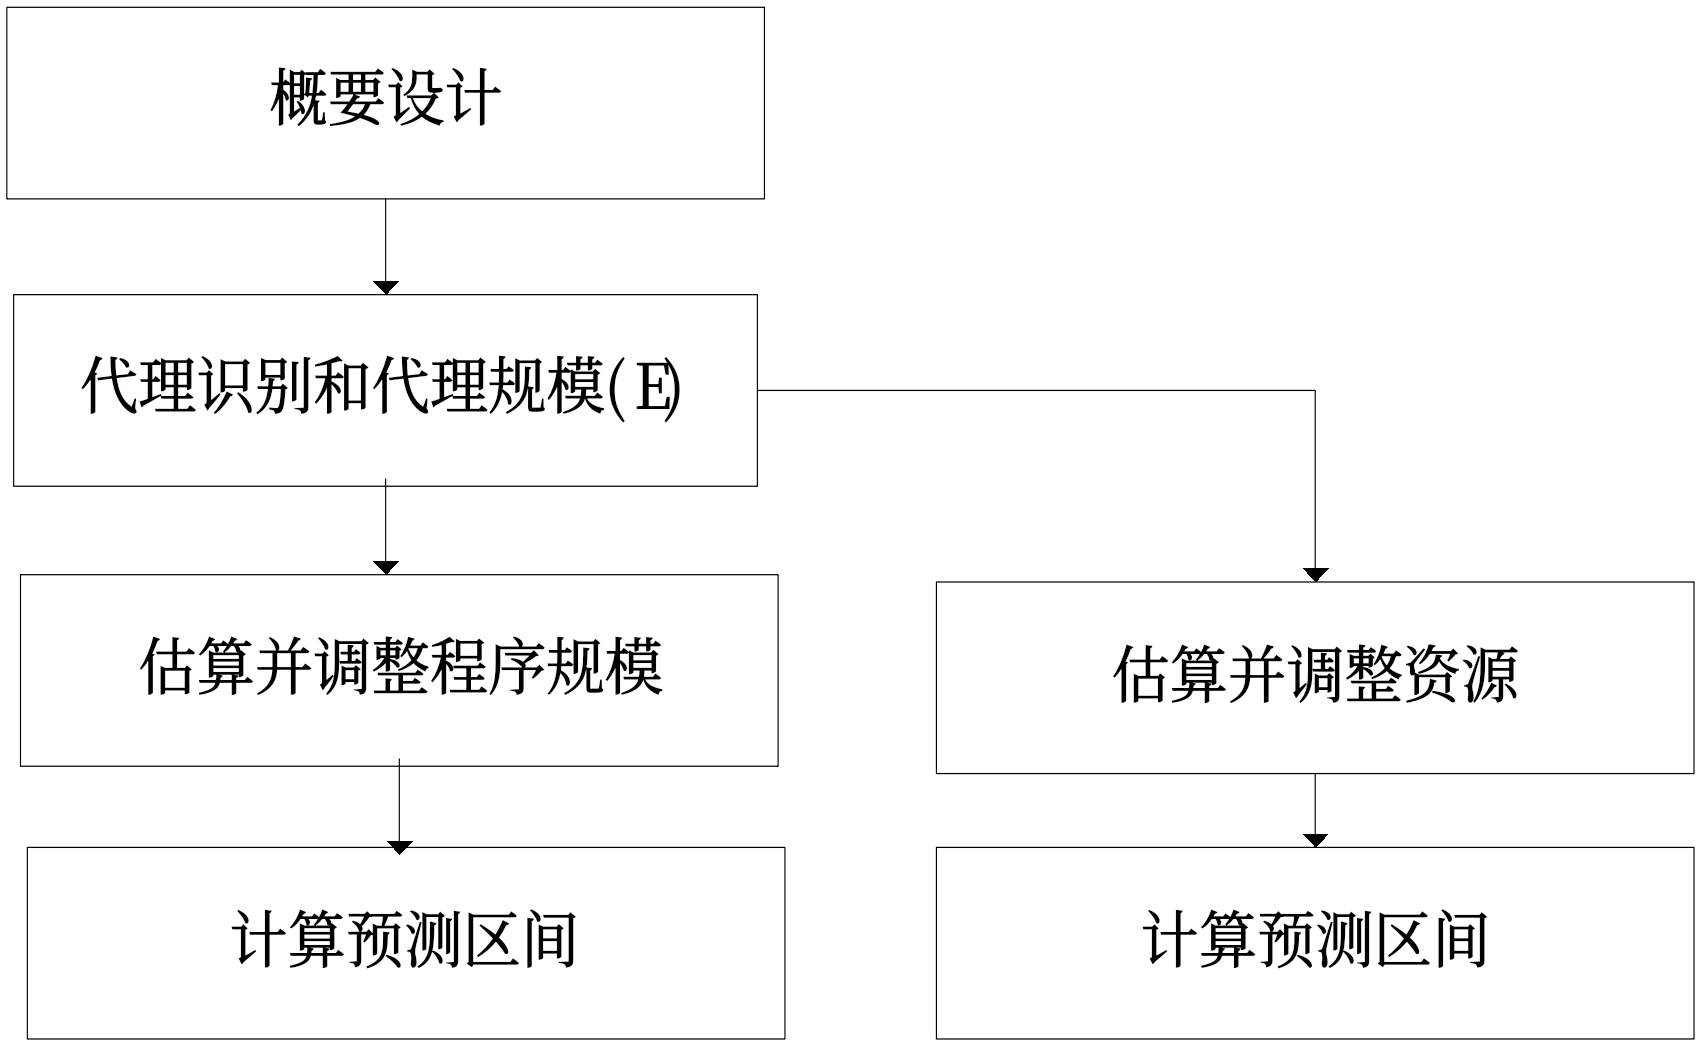 概要设计
代理识别和代理规模(E)
估算并调整程序规模
估算并调整资源
计算预测区间
计算预测区间